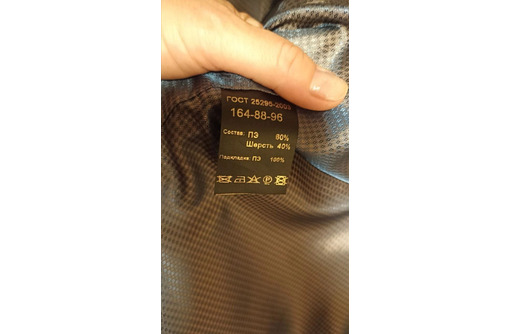 ГОСТ 25295-2003
164-88-96
Состав: ПЭ 60%
Шерсть 40%
Подкладка: ПЭ 100%